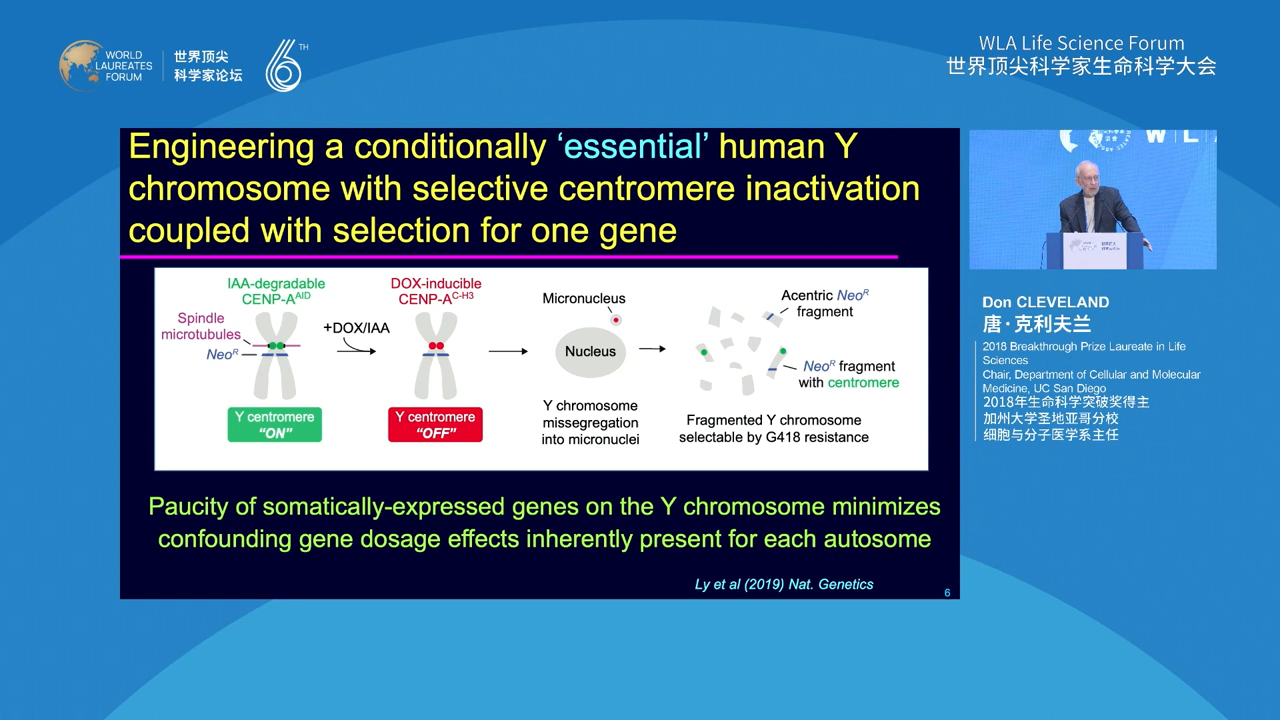 WORLD
LAUREATES
FORUM
世界顶尖
科学家论坛
6TH
WLA Life Science Forum
世界顶尖科学家生命科学大会
Engineering a conditionally ‘essential’ human Y
chromosome with selective centromere inactivation
coupled with selection for one gene
IAA-degradable
CENP-AAID
Spindle
microtubules
NeoR
Y centromere
“ON”
+DOX/IAA
DOX-inducible
CENP-AC-H3
Y centromere
“OFF”
Micronucleus
Nucleus
Y chromosome
missegregation
into micronuclei
Acentric NeoR
fragment
NeoR fragment
with centromere
Fragmented Y chromosome
selectable by G418 resistance
Paucity of somatically-expressed genes on the Y chromosome minimizes
confounding gene dosage effects inherently present for each autosome
Ly et al (2019) Nat. Genetics
6
Don CLEVELAND
唐·克利夫兰
2018 Breakthrough Prize Laureate in Life
Sciences
Chair, Department of Cellular and Molecular
Medicine, UC San Diego
2018年生命科学突破奖得主
加州大学圣地亚哥分校
细胞与分子医学系主任